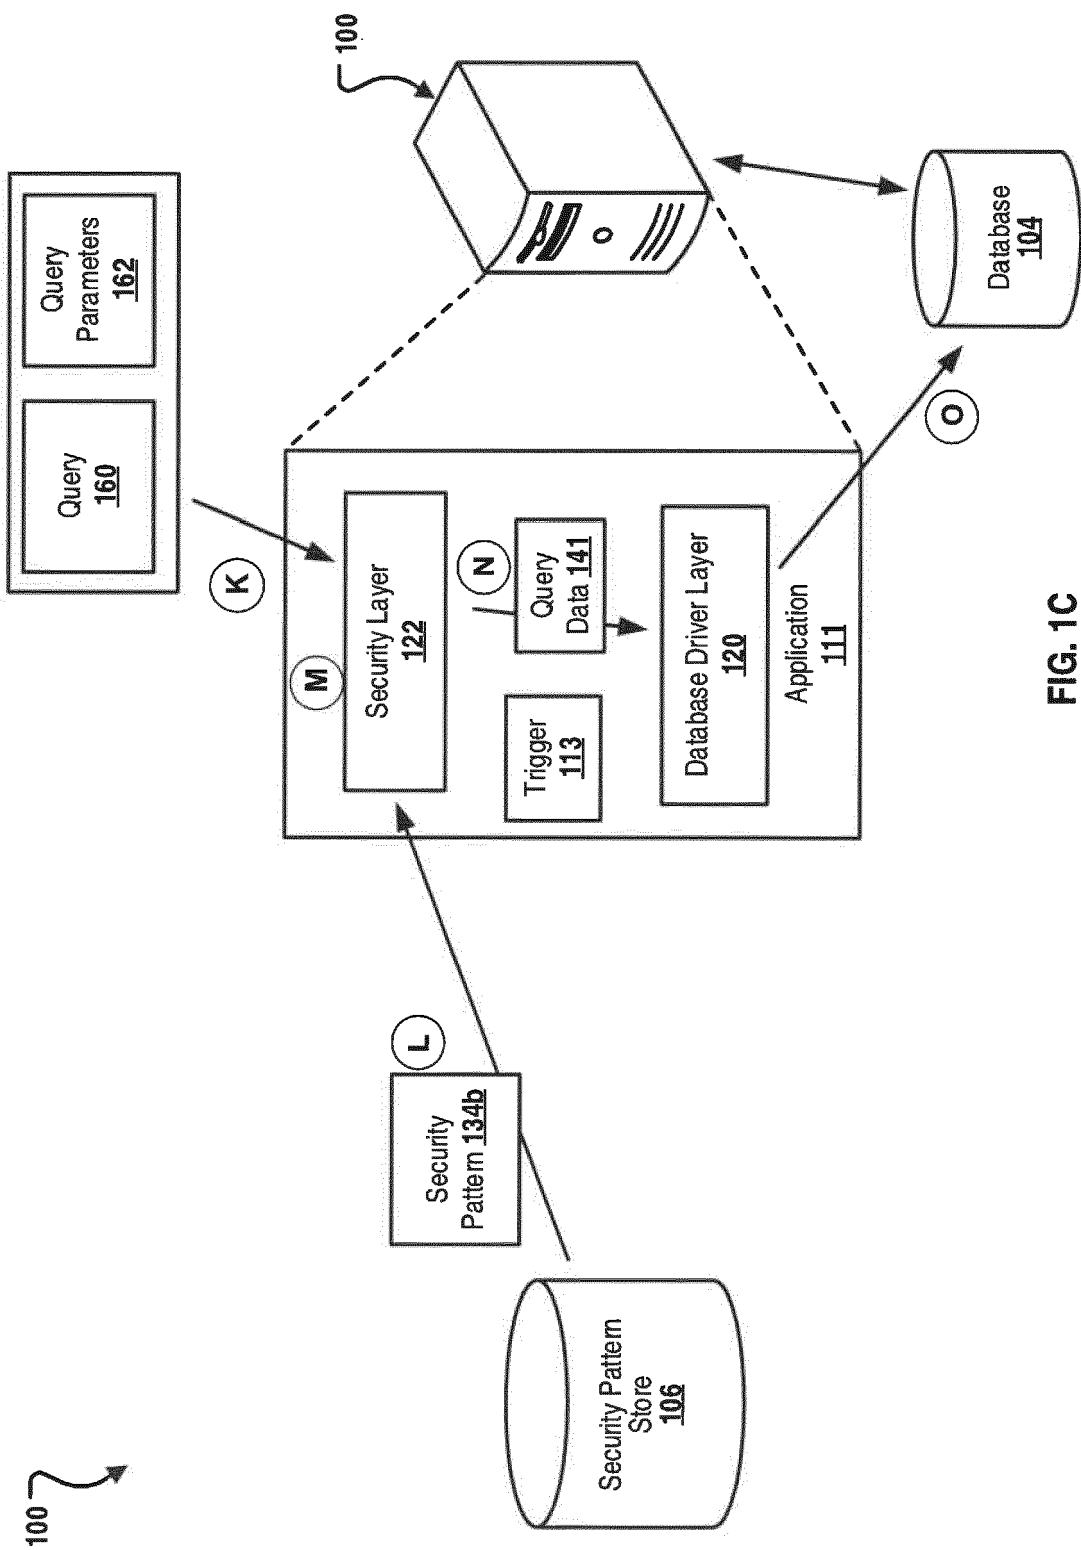 100
Query
160
Query
Parameters
162
100
K
M
Security Layer
122
L
Security
Pattern 134b
N
Query
Data 141
Trigger
113
Database Driver Layer
120
Application
111
Security Pattern
Store
106
O
Database
104
FIG. 1C